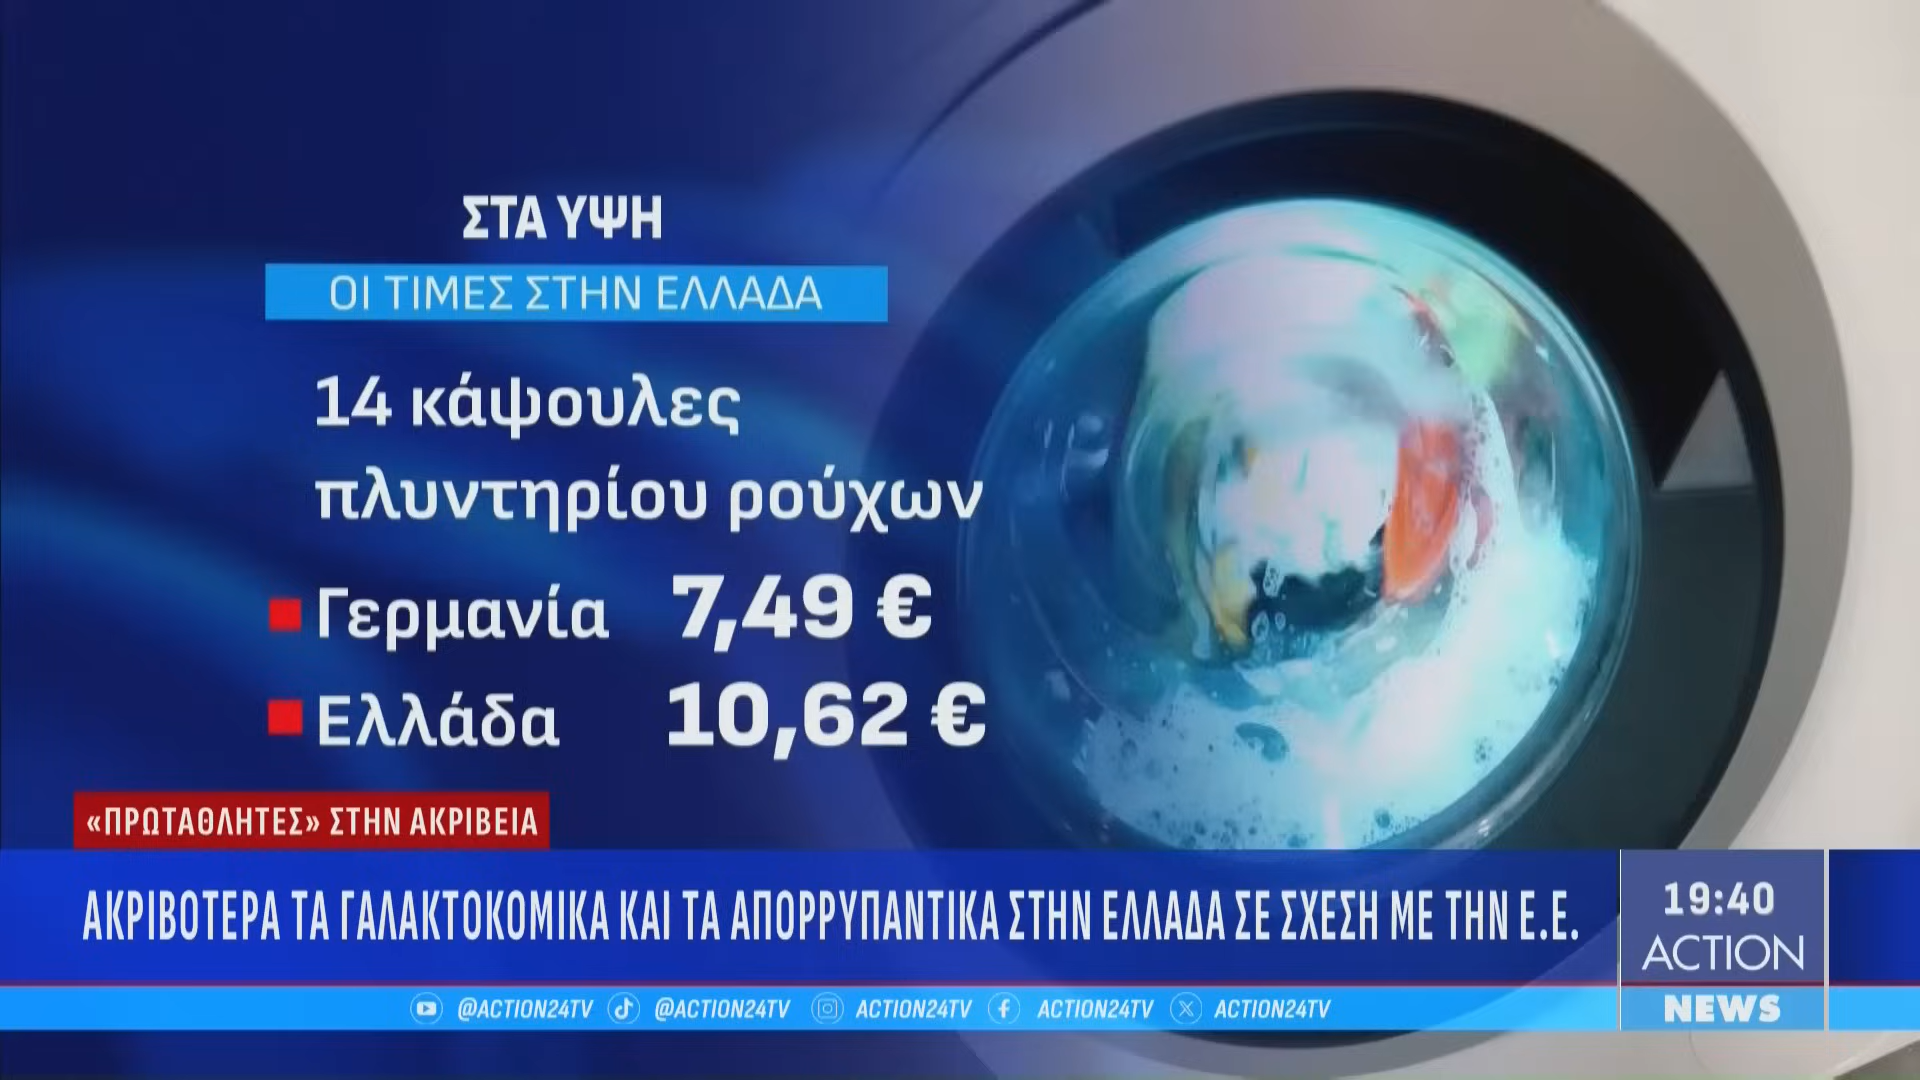 ΣΤΑ ΥΨΗ
ΟΙ ΤΙΜΕΣ ΣΤΗΝ ΕΛΛΑΔΑ
14 κάψουλες
πλυντηρίου ρούχων
Γερμανία 7,49 €
Ελλάδα 10,62 €
«ΠΡΩΤΑΘΛΗΤΕΣ» ΣΤΗΝ ΑΚΡΙΒΕΙΑ
ΑΚΡΙΒΟΤΕΡΑ ΤΑ ΓΑΛΑΚΤΟΚΟΜΙΚΑ ΚΑΙ ΤΑ ΑΠΟΡΡΥΠΑΝΤΙΚΑ ΣΤΗΝ ΕΛΛΑΔΑ ΣΕ ΣΧΕΣΗ ΜΕ ΤΗΝ Ε.Ε.
19:40
ACTION
NEWS
@ACTION24TV @ACTION24TV ACTION24TV ACTION24TV ACTION24TV